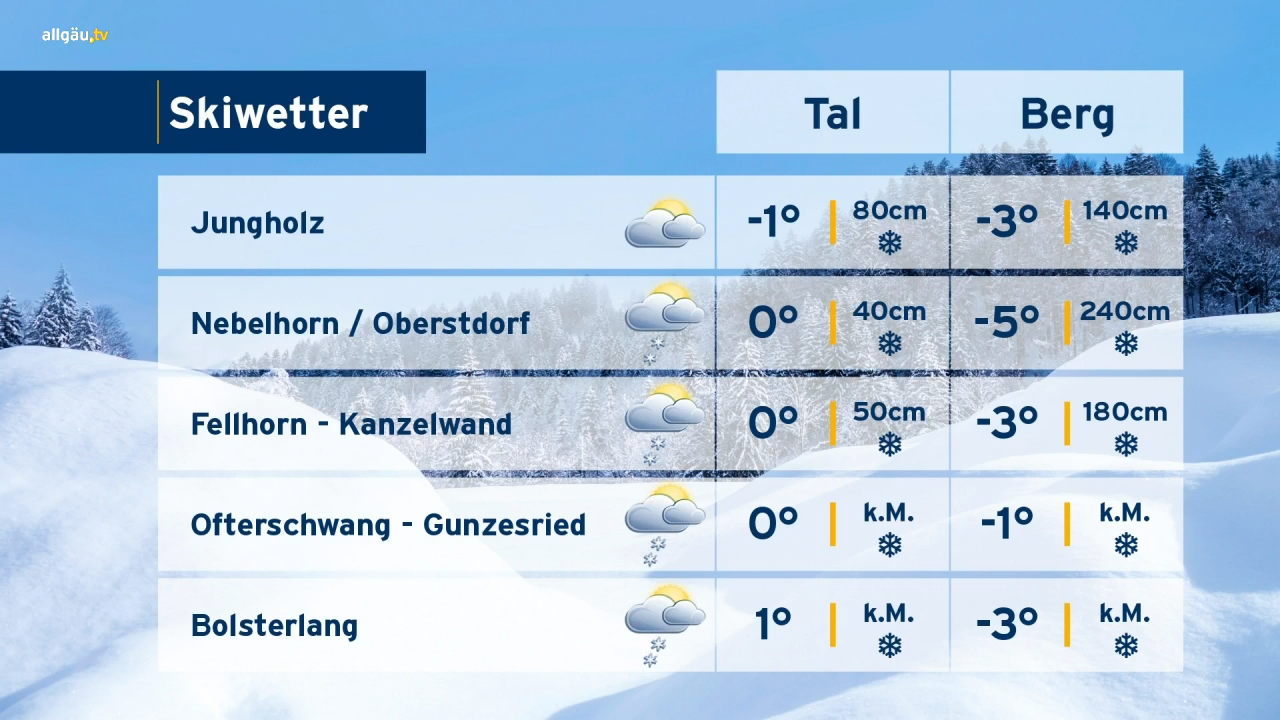 allgäu.tv
Skiwetter Tal Berg
Jungholz -1° 80cm -3° 140cm
Nebelhorn / Oberstdorf 0° 40cm -5° 240cm
Fellhorn - Kanzelwand 0° 50cm -3° 180cm
Ofterschwang - Gunzesried 0° k.M. -1° k.M.
Bolsterlang 1° k.M. -3° k.M.